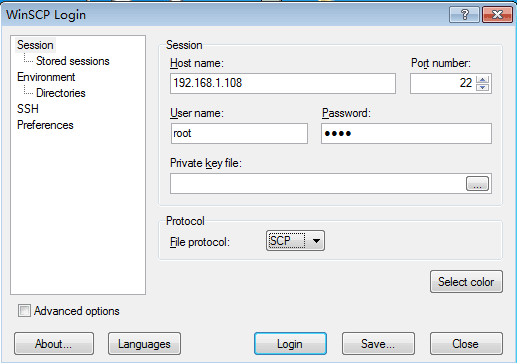 WinSCP Login
Session
Stored sessions
Environment
Directories
SSH
Preferences
Session
Host name: Port number:
192.168.1.108 22
User name: Password:
root ●●●●
Private key file:
...
Protocol
File protocol: SCP
Select color
Advanced options
About... Languages Login Save... Close